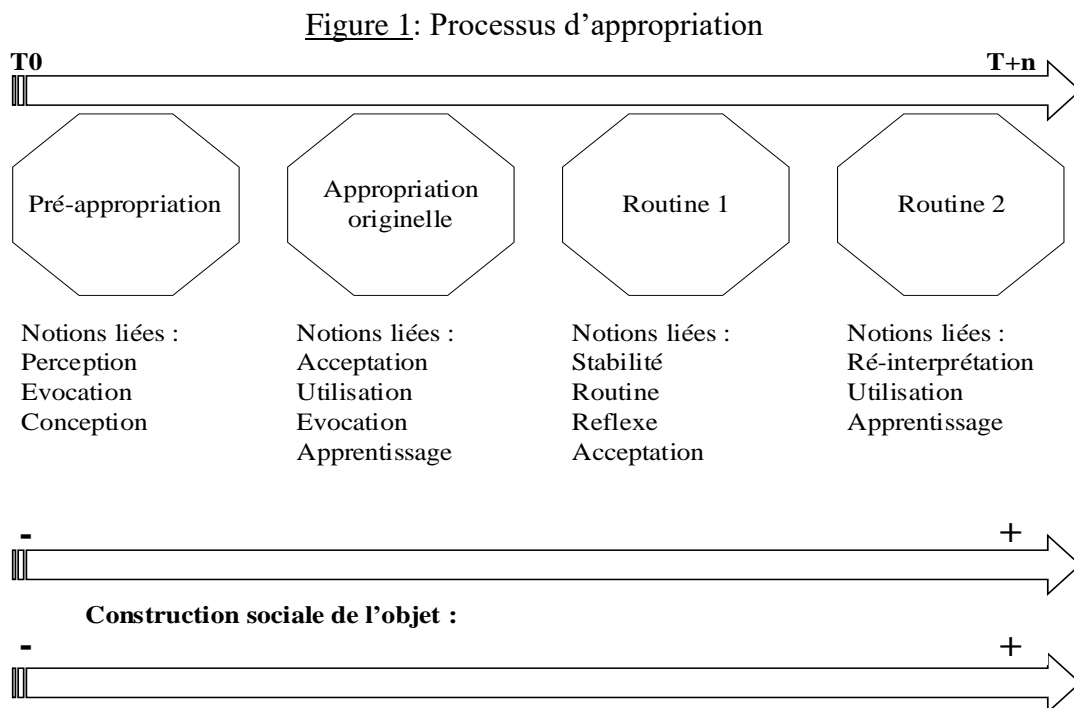 Figure 1: Processus d'appropriation
T0
T+n
Pré-appropriation
Appropriation
originelle
Routine 1
Routine 2
Notions liées :
Perception
Evocation
Conception
Notions liées :
Acceptation
Utilisation
Evocation
Apprentissage
Notions liées :
Stabilité
Routine
Reflexe
Acceptation
Notions liées :
Ré-interprétation
Utilisation
Apprentissage
- +
Construction sociale de l'objet :
- +